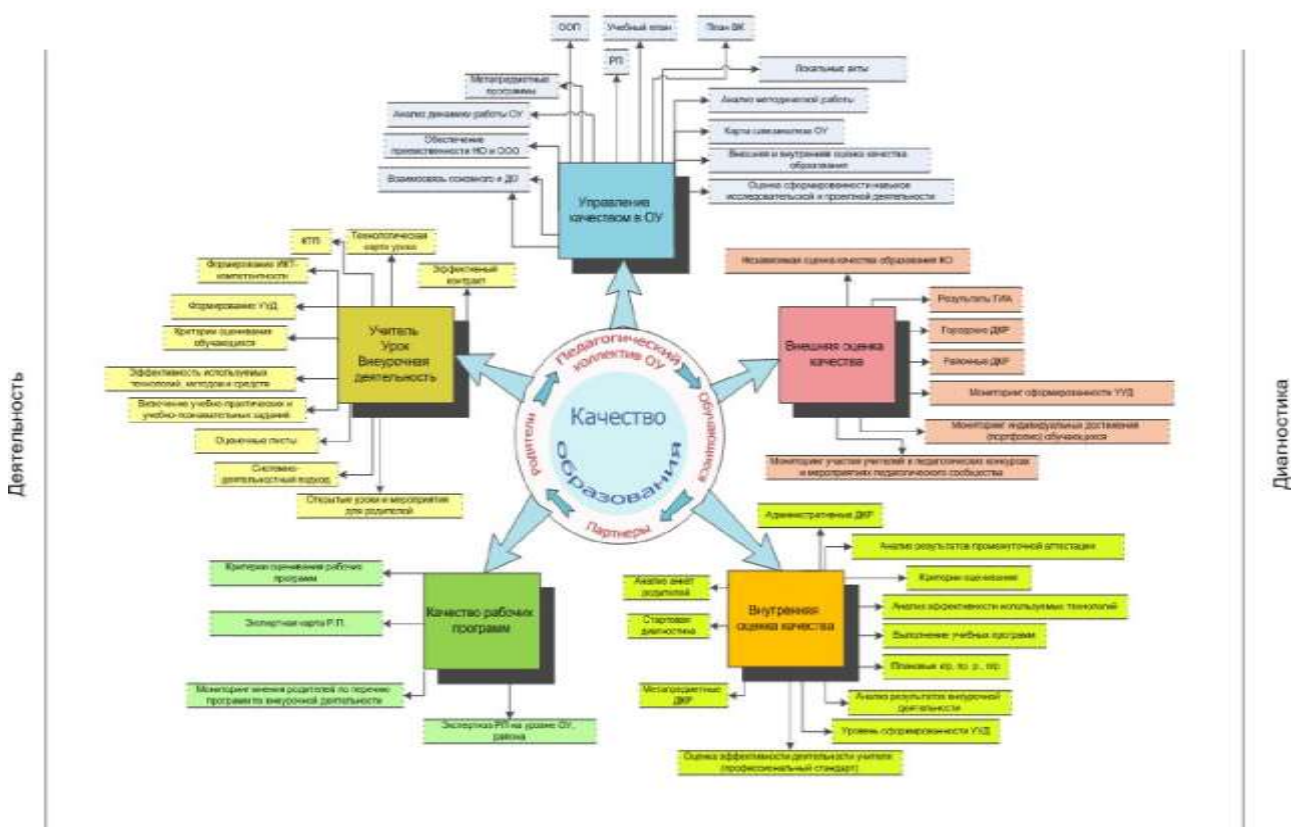 ООП
Учебный план
План ВК
РП
Локальные акты
Метапредметные
программы
Анализ методической работы
Анализ динамики работы ОУ
Карта
ОУ
Обеспечение
преемственности НО и ООО
Внешняя и внутренняя оценка качества
образования
Взаимосвязь основного и ДО
Оценка сформированности навыков
исследовательской и проектной деятельности
Управление
качеством в ОУ
КТП
Технологическая
карта урока
Формирование ИКТ-
компетентности
Эффективный
контракт
Формирование УУД
Критерии оценивания
обучающихся
Эффективность используемых
технологий, методов и средств
Включение учебно-практических и
учебно-познавательных заданий
Оценочные листы
Системно-
деятельностный подход
Открытые уроки и мероприятия
для родителей
Учитель
Урок
Внеурочная
деятельность
Независимая оценка качества образования КО
Результаты ГИА
Городские ДКР
Районные ДКР
Мониторинг сформированности УУД
Мониторинг индивидуальных достижений
(портфолио) обучающихся
Мониторинг участия учителей в педагогических конкурсах
и мероприятиях педагогического сообщества
Внешняя оценка
качества
Педагогический
коллектив ОУ
Обучающиеся
Партнеры
родители
Качество
образования
Деятельность
Диагностика
Критерии оценивания рабочих
программ
Экспертная карта Р.П.
Мониторинг мнения родителей по перечню
программ внеурочной деятельности
Экспертиза РП на уровне ОУ,
района
Качество рабочих
программ
Административные ДКР
Анализ результатов промежуточной аттестации
Критерии оценивания
Анализ анкет
родителей
Анализ эффективности используемых технологий
Стартовая
диагностика
Выполнение учебных программ
Плановые к/р, по. р., п/р
Метапредметные
ДКР
Анализ результатов внеурочной
деятельности
Уровень сформированности УУД
Оценка эффективности деятельности учителя
(профессиональный стандарт)
Внутренняя
оценка качества